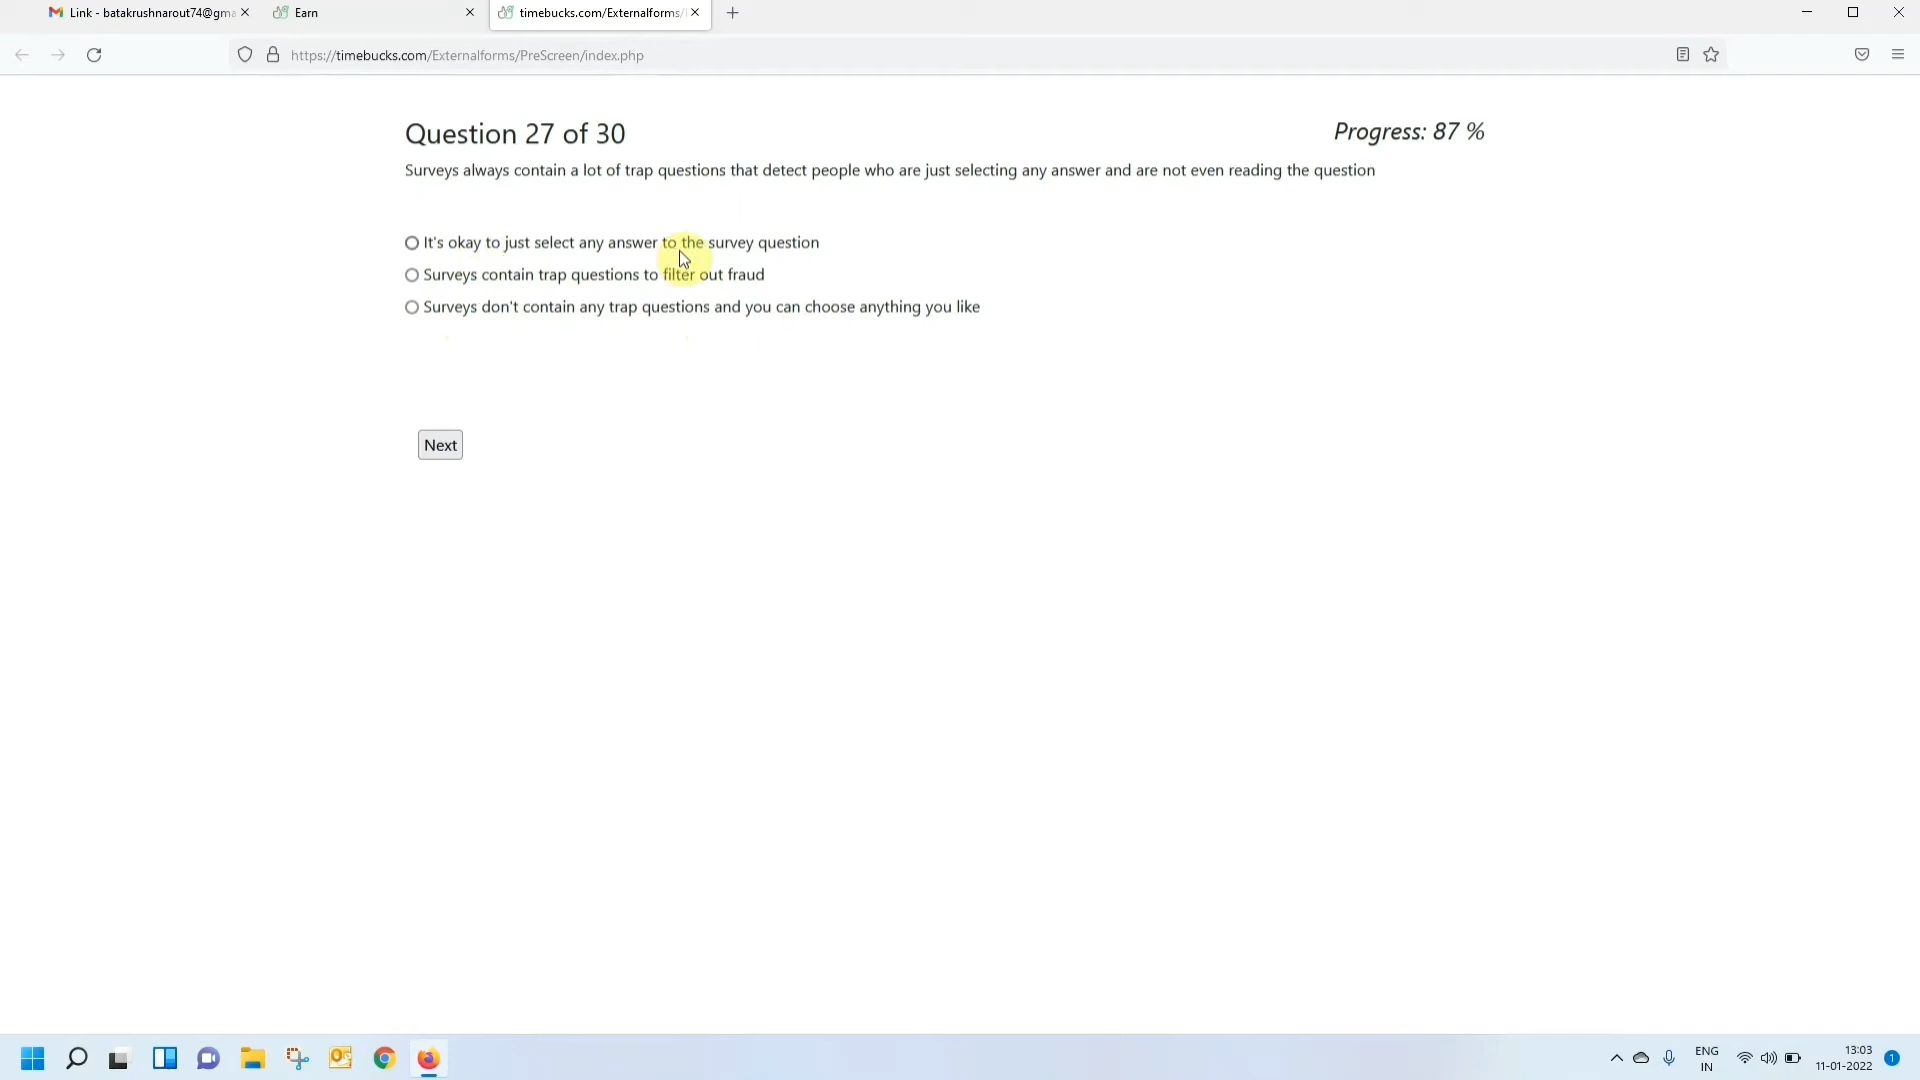 Link - batakrushnarout74@gma
Earn
timebucks.com/Externalforms/
https://timebucks.com/Externalforms/PreScreen/index.php
Question 27 of 30
Progress: 87 %
Surveys always contain a lot of trap questions that detect people who are just selecting any answer and are not even reading the question
It's okay to just select any answer to the survey question
Surveys contain trap questions to filter out fraud
Surveys don't contain any trap questions and you can choose anything you like
Next
ENG
IN
13:03
11-01-2022
1